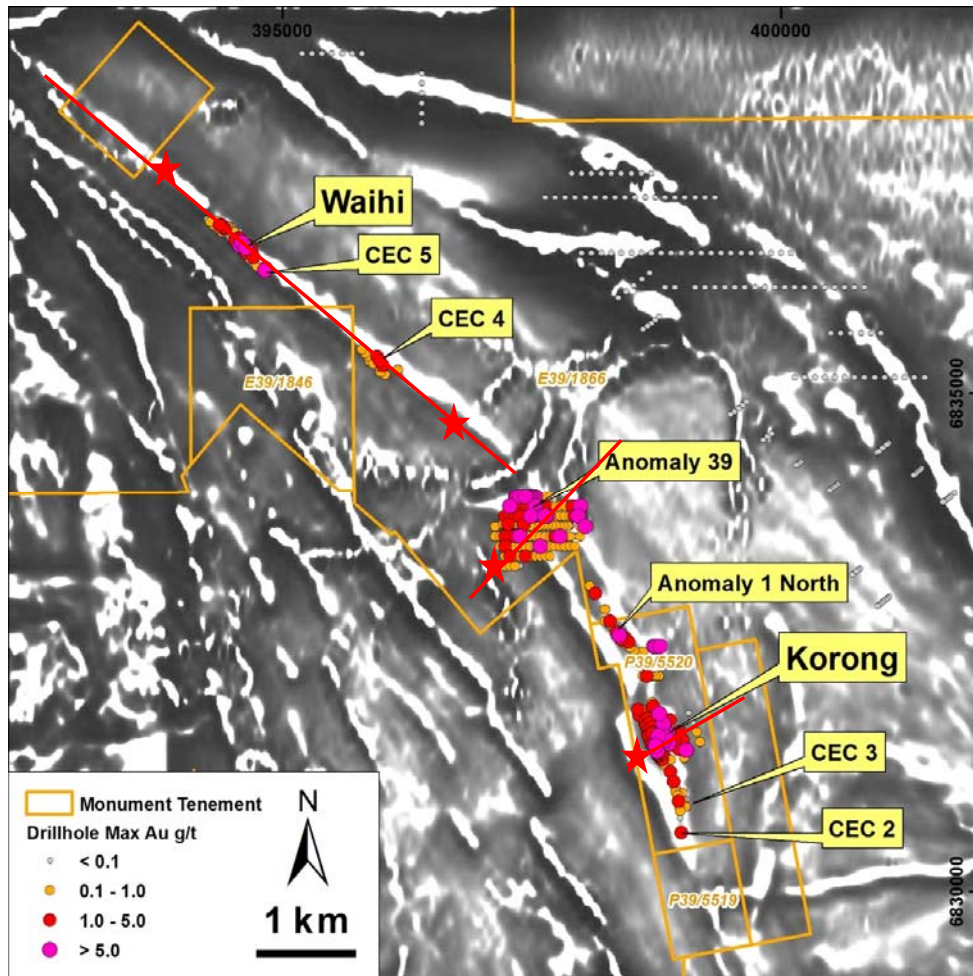 395000
400000
Waihi
CEC 5
CEC 4
E39/1846
E39/1866
6835000
Anomaly 39
Anomaly 1 North
P39/5520
Korong
CEC 3
CEC 2
6830000
P39/5519
Monument Tenement
N
Drillhole Max Au g/t
< 0.1
0.1 - 1.0
1.0 - 5.0
> 5.0
1 km